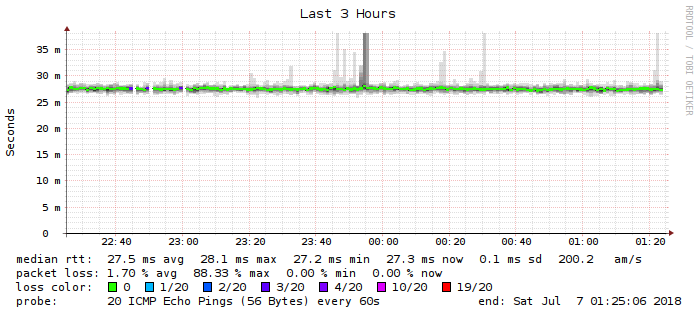 Last 3 Hours
RRDTOOL / TOBI OETIKER
Seconds
35 m
30 m
25 m
20 m
15 m
10 m
5 m
0
22:40 23:00 23:20 23:40 00:00 00:20 00:40 01:00 01:20
median rtt: 27.5 ms avg 28.1 ms max 27.2 ms min 27.3 ms now 0.1 ms sd 200.2 am/s
packet loss: 1.70 % avg 88.33 % max 0.00 % min 0.00 % now
loss color: 0 1/20 2/20 3/20 4/20 10/20 19/20
probe: 20 ICMP Echo Pings (56 Bytes) every 60s end: Sat Jul 7 01:25:06 2018